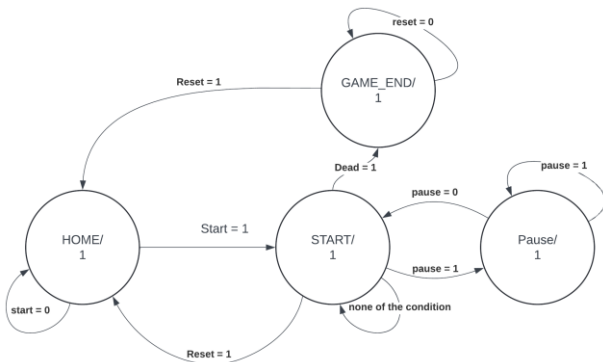 reset = 0
GAME_END/
1
Reset = 1
Dead = 1
pause = 1
pause = 0
HOME/
1
Start = 1
START/
1
Pause/
1
pause = 1
start = 0
none of the condition
Reset = 1